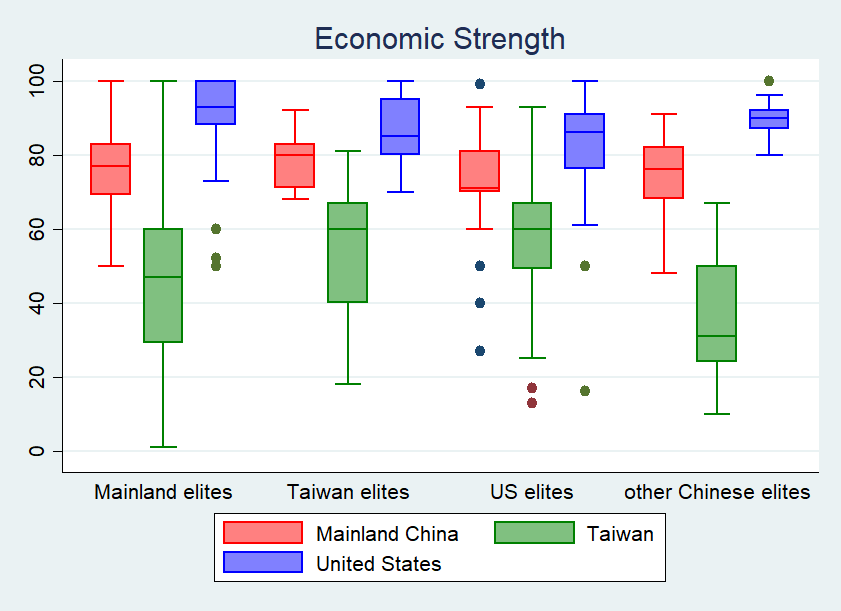 Economic Strength
100
80
60
40
20
0
Mainland elites
Taiwan elites
US elites
other Chinese elites
Mainland China
Taiwan
United States